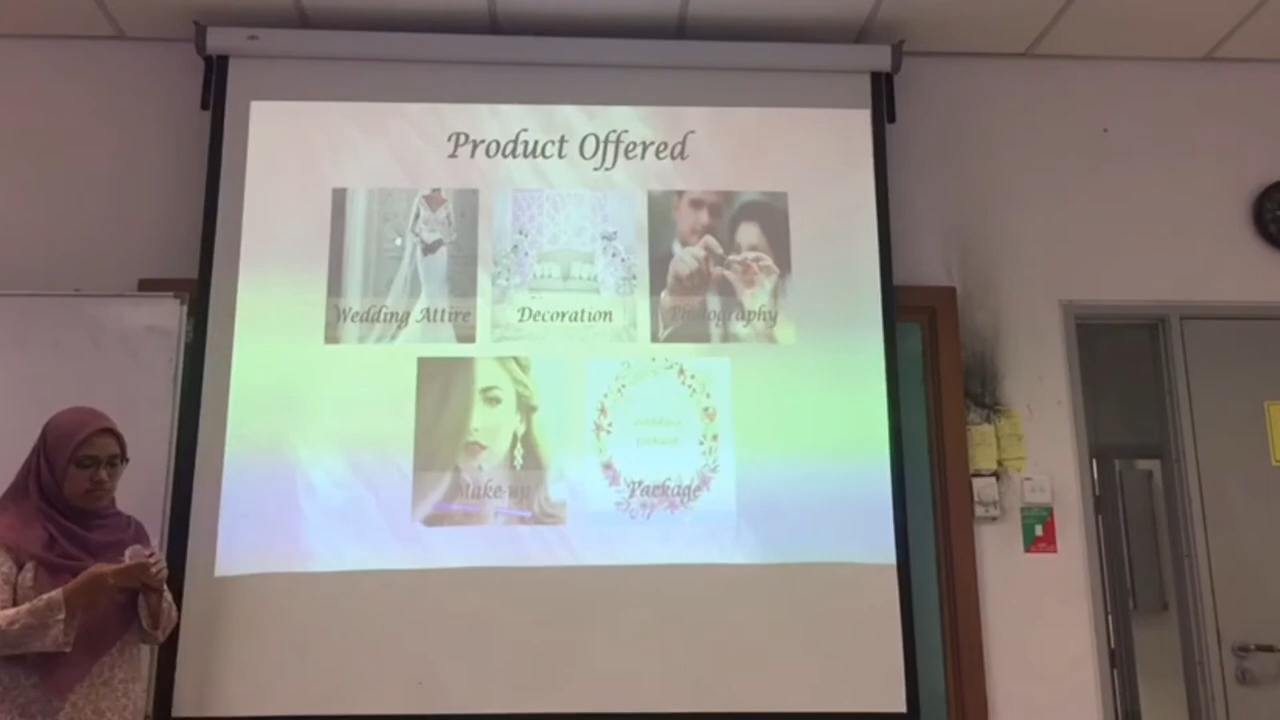 Product Offered
Wedding Attire
Decoration
Photography
Make-up
Package